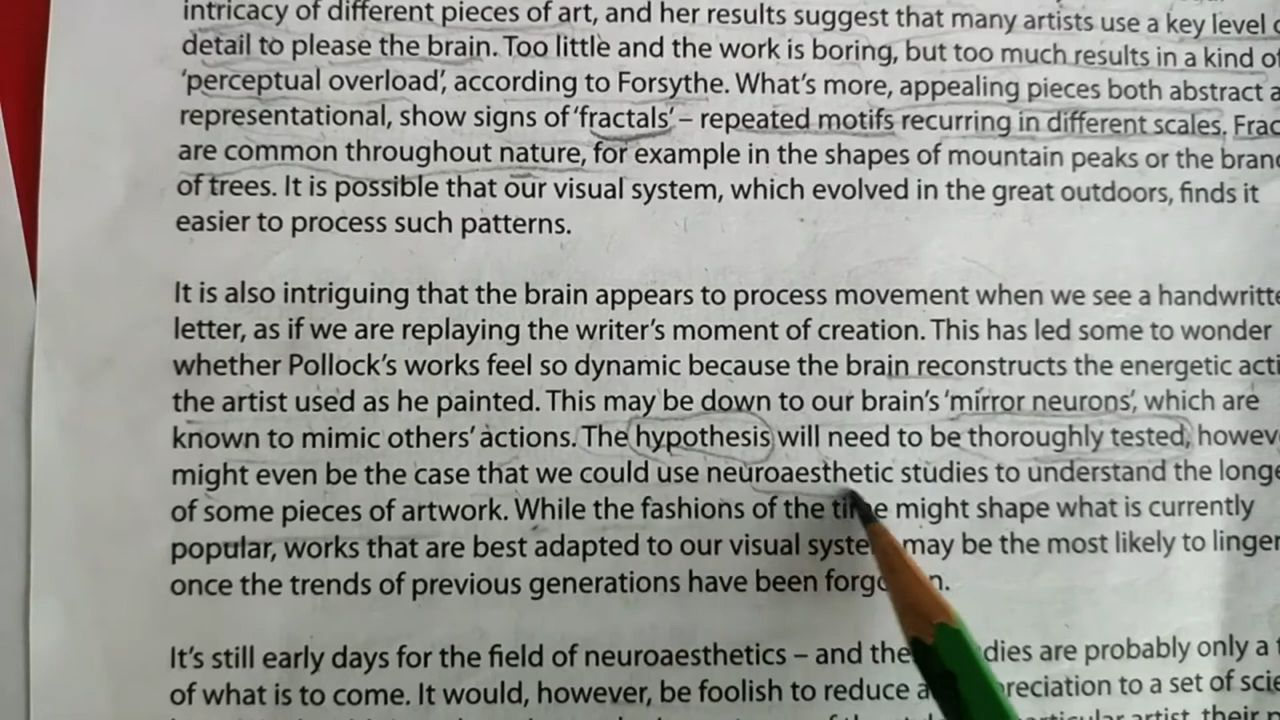 intricacy of different pieces of art, and her results suggest that many artists use a key level
detail to please the brain. Too little and the work is boring, but too much results in a kind of
'perceptual overload', according to Forsythe. What's more, appealing pieces both abstract
representational, show signs of 'fractals' – repeated motifs recurring in different scales.
are common throughout nature, for example in the shapes of mountain peaks or the
of trees. It is possible that our visual system, which evolved in the great outdoors, finds it
easier to process such patterns.
It is also intriguing that the brain appears to process movement when we see a
letter, as if we are replaying the writer's moment of creation. This has led some to wonder
whether Pollock's works feel so dynamic because the brain reconstructs the energetic
the artist used as he painted. This may be down to our brain's 'mirror neurons', which are
known to mimic others' actions. The hypothesis will need to be thoroughly tested,
might even be the case that we could use neuroaesthetic studies to understand the
of some pieces of artwork. While the fashions of the might shape what is currently
popular, works that are best adapted to our visual may be the most likely to linger
once the trends of previous generations have been
It's still early days for the field of neuroaesthetics – and are probably only a
of what is to come. It would, however, be foolish to reduce to a set of